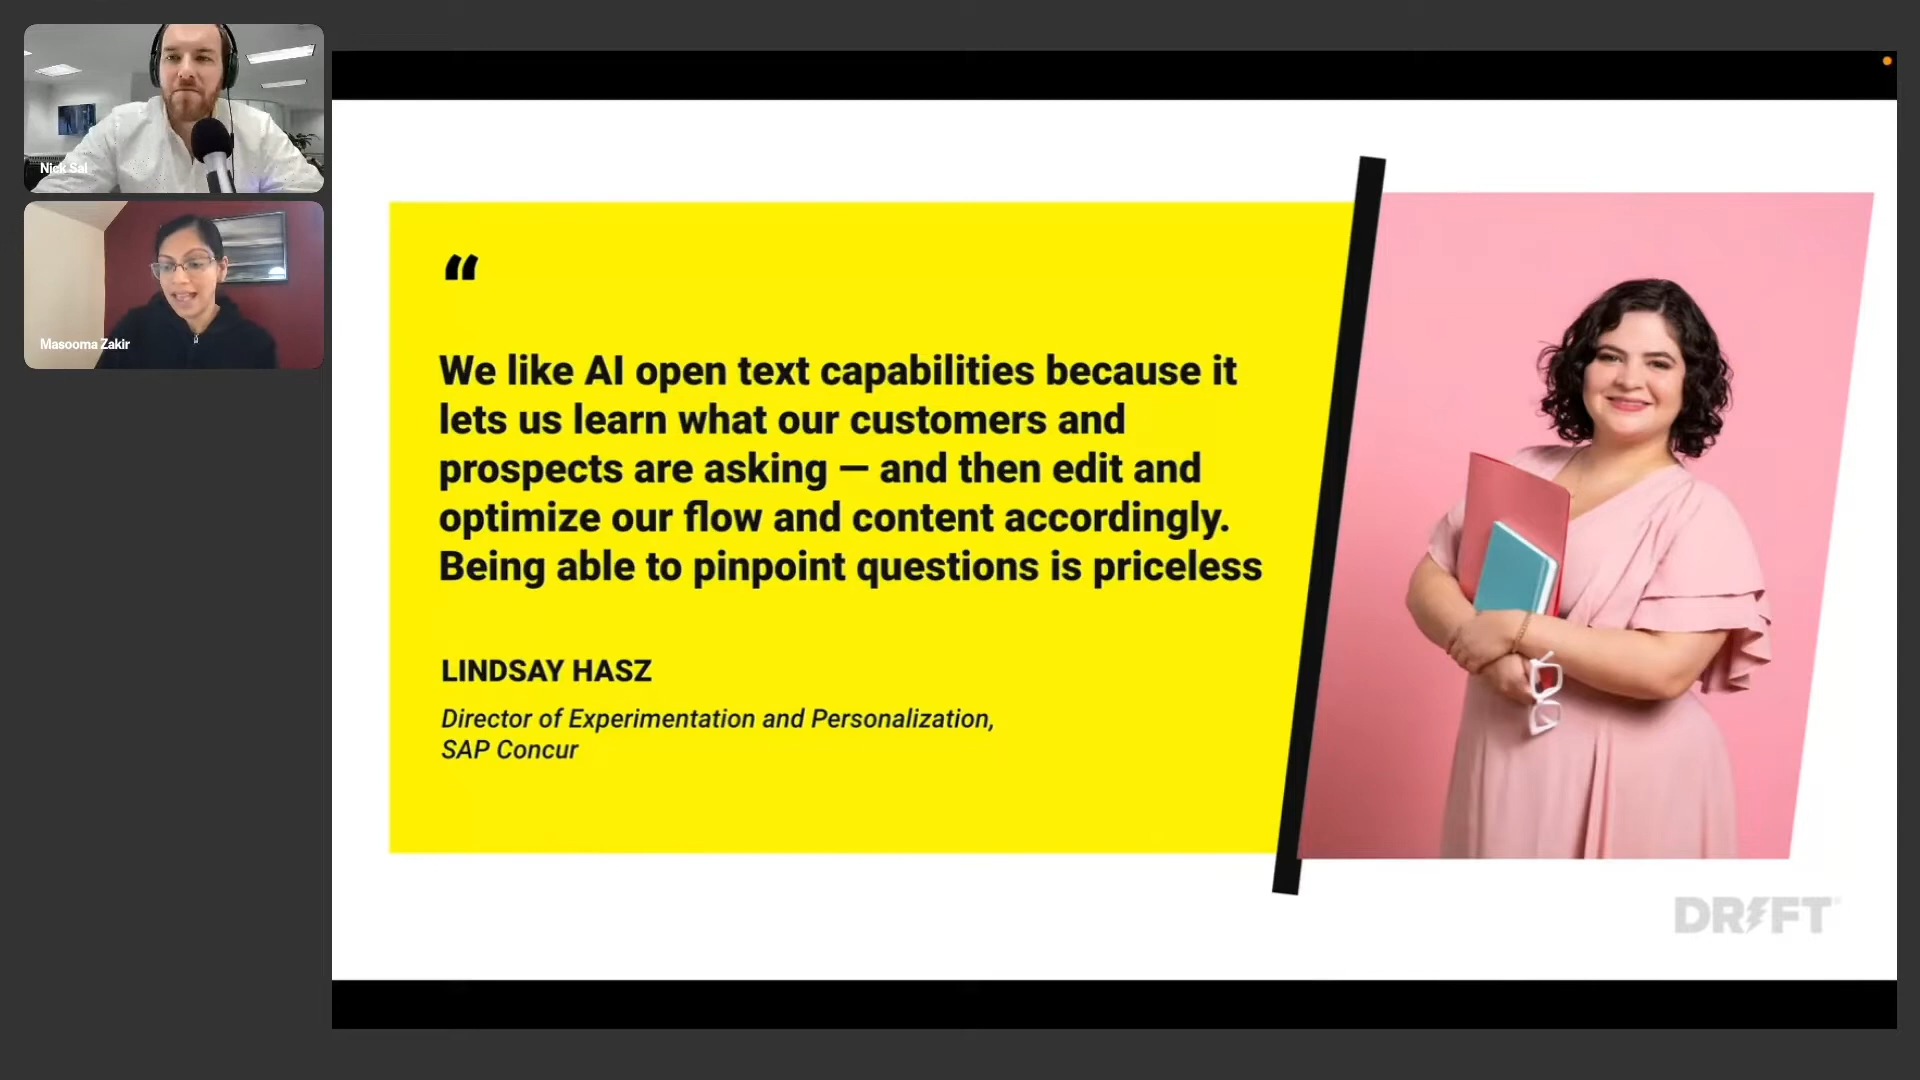 Nick Sal
Masooma Zakir
“
We like AI open text capabilities because it
lets us learn what our customers and
prospects are asking — and then edit and
optimize our flow and content accordingly.
Being able to pinpoint questions is priceless
LINDSAY HASZ
Director of Experimentation and Personalization,
SAP Concur
DRIFT